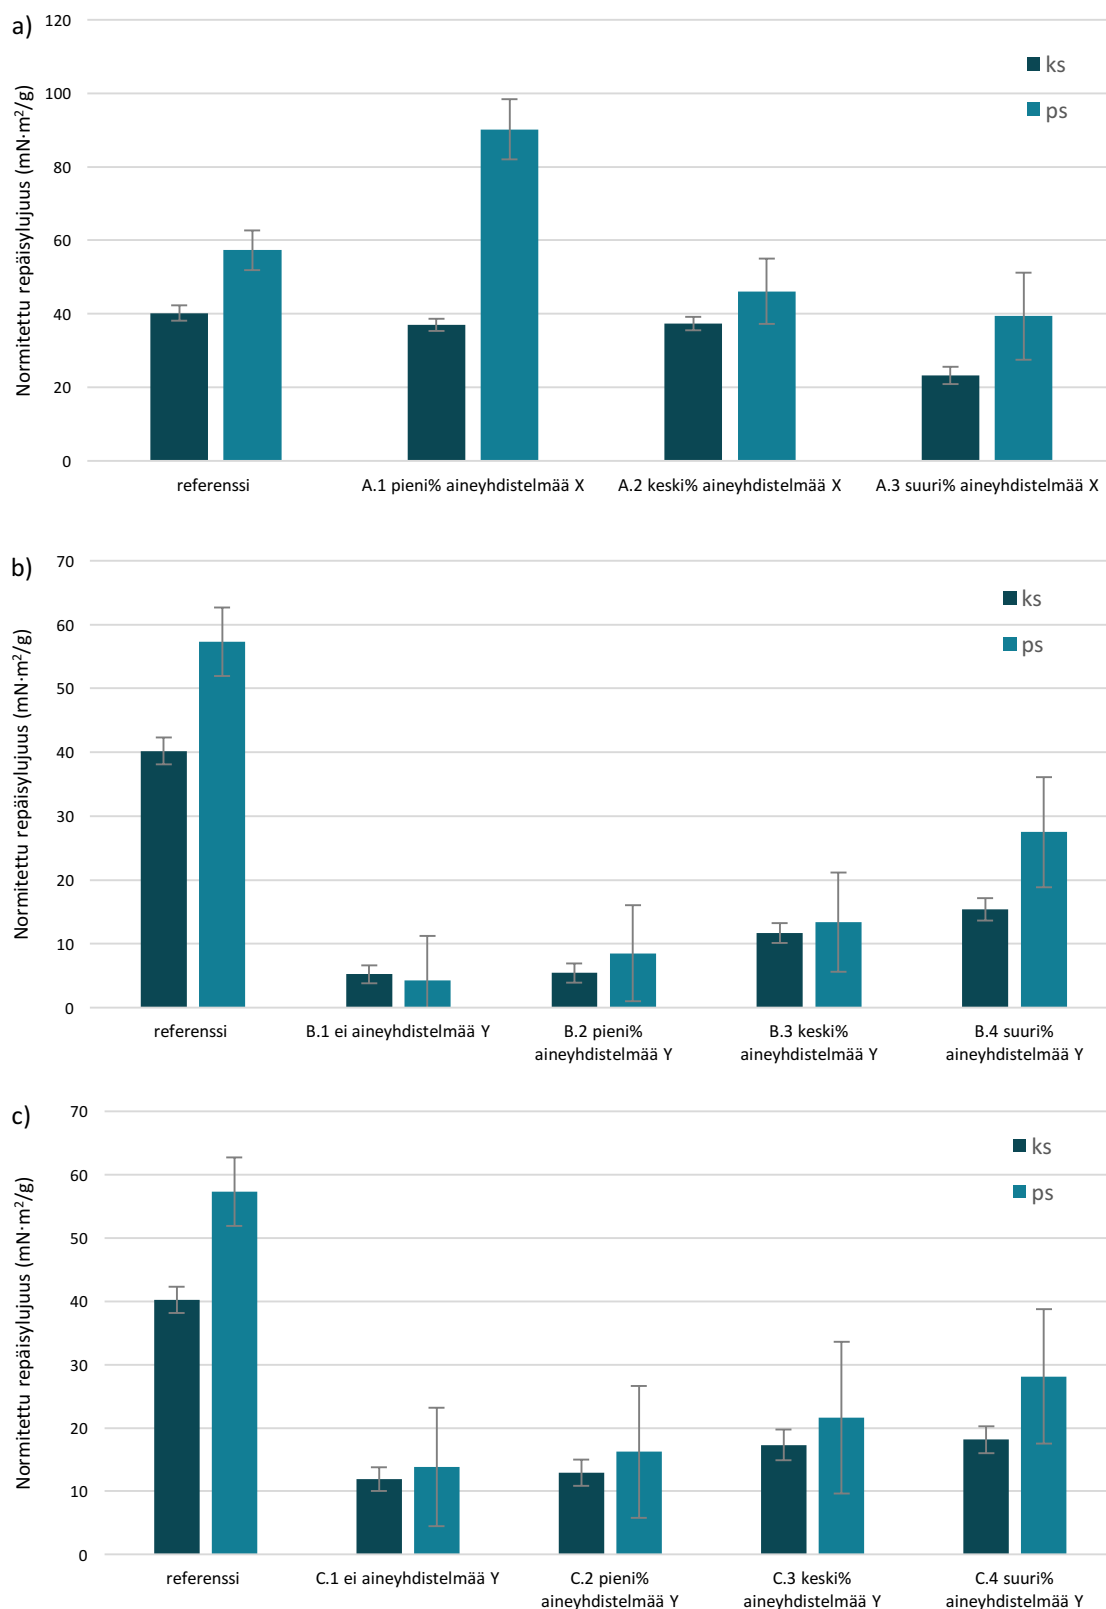 a)
Normitettu repäisylujuus (mN·m²/g)
120
100
80
60
40
20
0
ks
ps
referenssi
A.1 pieni% aineyhdistelmää X
A.2 keski% aineyhdistelmää X
A.3 suuri% aineyhdistelmää X
b)
Normitettu repäisylujuus (mN·m²/g)
70
60
50
40
30
20
10
0
ks
ps
referenssi
B.1 ei aineyhdistelmää Y
B.2 pieni%
aineyhdistelmää Y
B.3 keski%
aineyhdistelmää Y
B.4 suuri%
aineyhdistelmää Y
c)
Normitettu repäisylujuus (mN·m²/g)
70
60
50
40
30
20
10
0
ks
ps
referenssi
C.1 ei aineyhdistelmää Y
C.2 pieni%
aineyhdistelmää Y
C.3 keski%
aineyhdistelmää Y
C.4 suuri%
aineyhdistelmää Y